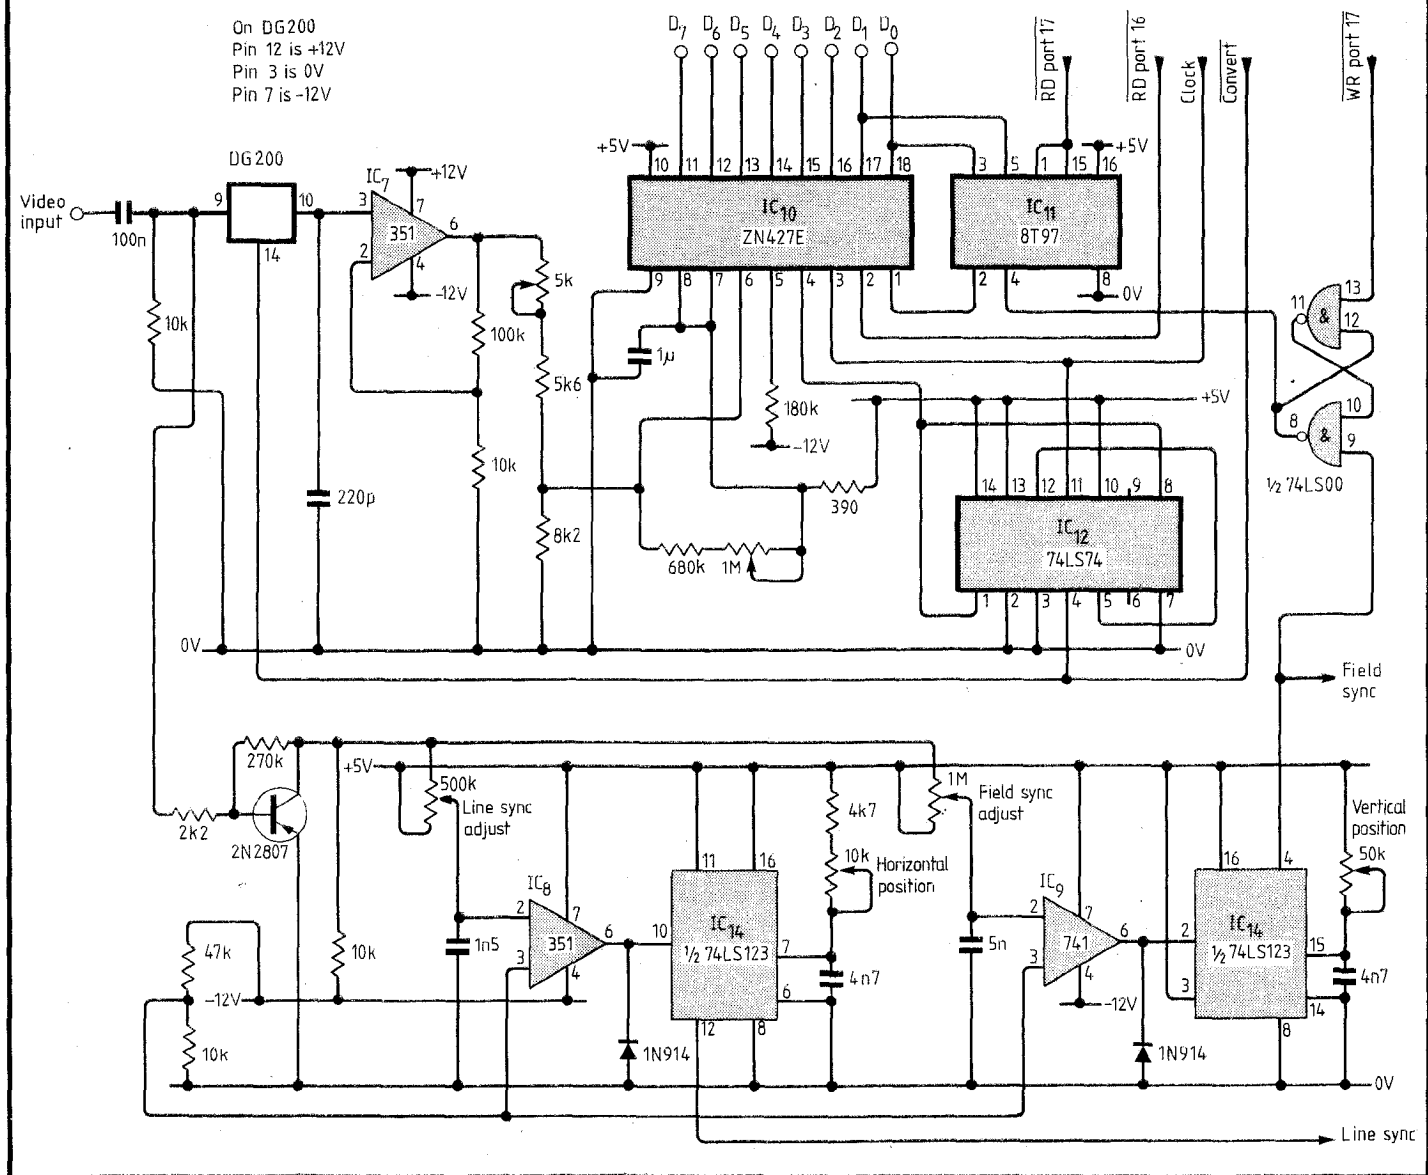 On DG200
Pin 12 is +12V
Pin 3 is 0V
Pin 7 is -12V
D7 D6 D5 D4 D3 D2 D1 D0
RD port 17
RD port 16
Clock
Convert
WR port 17
DG200
Video
input
100n
9
10
14
IC7
351
3
2
7
4
6
+12V
-12V
10k
220p
100k
10k
5k
5k6
8k2
+5V
10 11 12 13 14 15 16 17 18
IC10
ZN427E
9 8 7 6 5 4 3 2 1
1µ
180k
-12V
390
680k
1M
3 5 1 15 16
+5V
IC11
8T97
2 4 8
0V
+5V
14 13 12 11 10 9 8
IC12
74LS74
1 2 3 4 5 6 7
11
&
13
12
8
&
10
9
½ 74LS00
0V
0V
Field
sync
270k
2k2
2N2807
47k
-12V
10k
10k
+5V
500k
Line sync
adjust
1n5
IC8
351
2
3
7
4
6
1N914
11 16
10
IC14
½ 74LS123
7
6
12 8
4k7
10k
Horizontal
position
4n7
1M
Field sync
adjust
5n
IC9
741
2
3
7
4
6
-12V
1N914
16 4
2
3
IC14
½ 74LS123
15
14
8
Vertical
position
50k
4n7
0V
Line sync